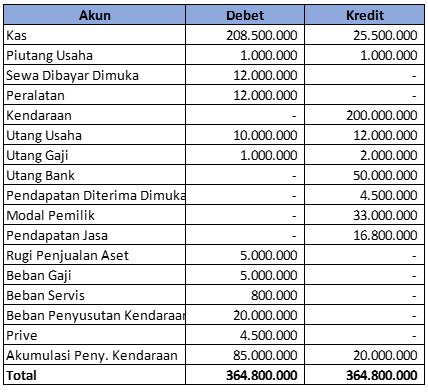 Akun Debet Kredit
Kas 208.500.000 25.500.000
Piutang Usaha 1.000.000 1.000.000
Sewa Dibayar Dimuka 12.000.000 -
Peralatan 12.000.000 -
Kendaraan - 200.000.000
Utang Usaha 10.000.000 12.000.000
Utang Gaji 1.000.000 2.000.000
Utang Bank - 50.000.000
Pendapatan Diterima Dimuka - 4.500.000
Modal Pemilik - 33.000.000
Pendapatan Jasa - 16.800.000
Rugi Penjualan Aset 5.000.000 -
Beban Gaji 5.000.000 -
Beban Servis 800.000 -
Beban Penyusutan Kendaraan 20.000.000 -
Prive 4.500.000 -
Akumulasi Peny. Kendaraan 85.000.000 20.000.000
Total 364.800.000 364.800.000